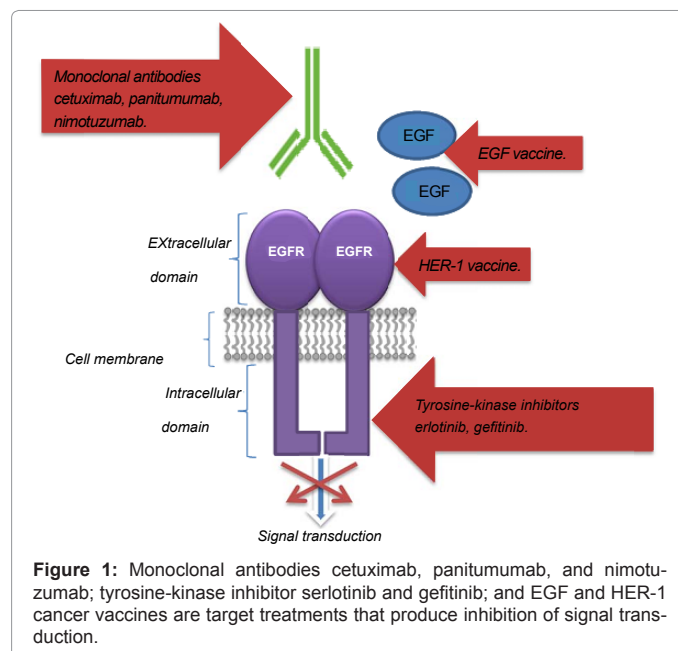 Monoclonal antibodies
cetuximab, panitumumab,
nimotuzumab.
EGF
EGF vaccine.
EGF
EXtracellular
domain
EGFR
EGFR
HER-1 vaccine.
Cell membrane
Intracellular
domain
Tyrosine-kinase inhibitors
erlotinib, gefitinib.
Signal transduction
Figure 1: Monoclonal antibodies cetuximab, panitumumab, and nimotu-
zumab; tyrosine-kinase inhibitor serlotinib and gefitinib; and EGF and HER-1
cancer vaccines are target treatments that produce inhibition of signal trans-
duction.